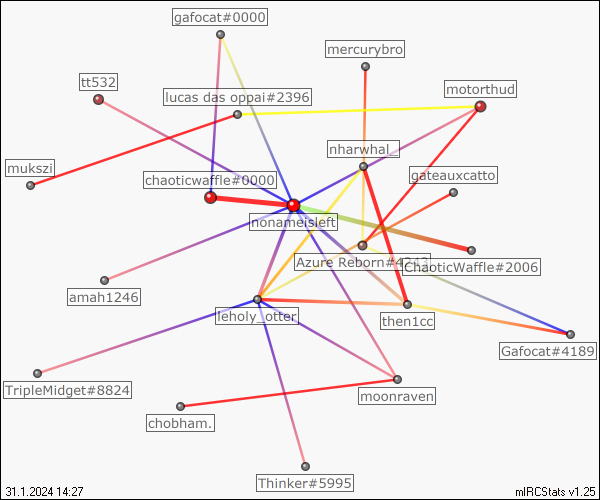 gafocat#0000
mercurybro
tt532
motorthud
lucas das oppai#2396
nharwhal_
mukszi
chaoticwaffle#0000
gateauxcatto
nonameisleft
Azure Reborn#4343
ChaoticWaffle#2006
amah1246
leholy_otter
then1cc
Gafocat#4189
TripleMidget#8824
moonraven
chobham.
Thinker#5995
31.1.2024 14:27
mIRCStats v1.25